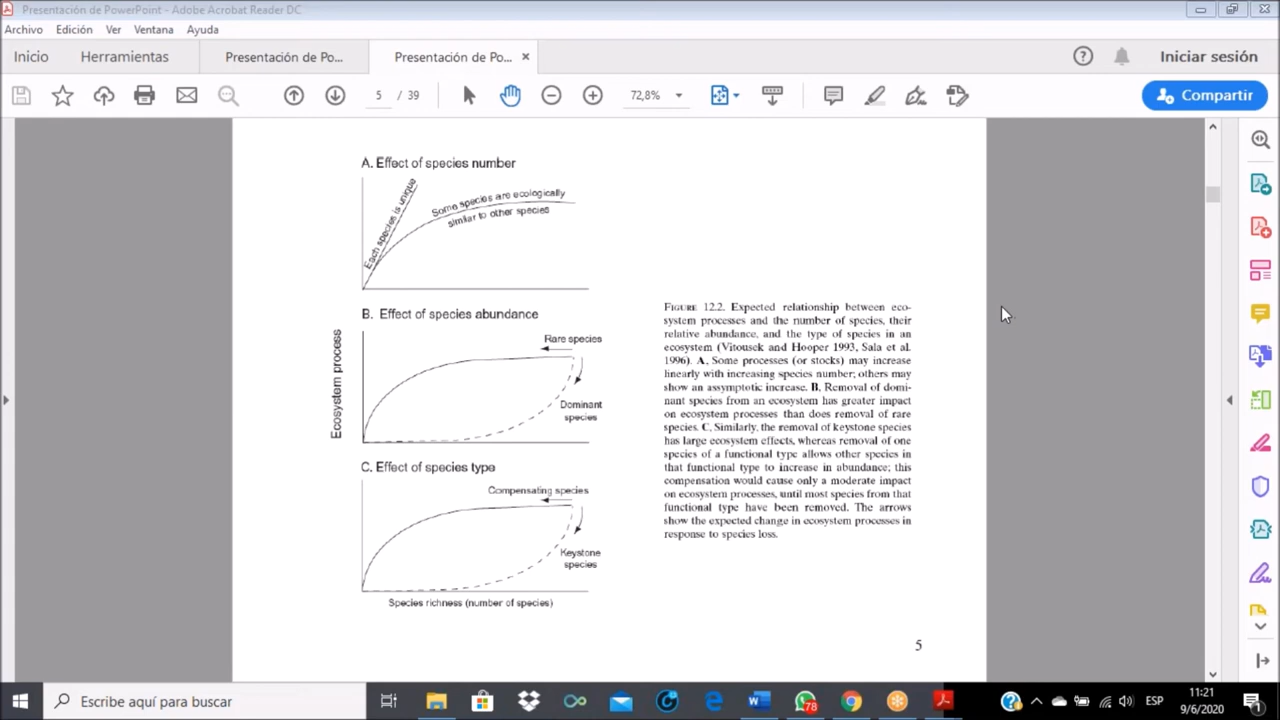 Presentación de PowerPoint - Adobe Acrobat Reader DC
Archivo Edición Ver Ventana Ayuda
Inicio Herramientas Presentación de Po... Presentación de Po... × Iniciar sesión
5 / 39 72,8% Compartir
A. Effect of species number
Each species is unique
Some species are ecologically
similar to other species
B. Effect of species abundance
Rare species
Dominant
species
Ecosystem process
C. Effect of species type
Compensating species
Keystone
species
Species richness (number of species)
FIGURE 12.2. Expected relationship between eco-
system processes and the number of species, their
relative abundance, and the type of species in an
ecosystem (Vitousek and Hooper 1993, Sala et al.
1996). A, Some processes (or stocks) may increase
linearly with increasing species number; others may
show an assymptotic increase. B, Removal of domi-
nant species from an ecosystem has greater impact
on ecosystem processes than does removal of rare
species. C, Similarly, the removal of keystone species
has large ecosystem effects, whereas removal of one
species of a functional type allows other species in
that functional type to increase in abundance; this
compensation would cause only a moderate impact
on ecosystem processes, until most species from that
functional type have been removed. The arrows
show the expected change in ecosystem processes in
response to species loss.
5
Escribe aquí para buscar
78
ESP
11:21
9/6/2020
1